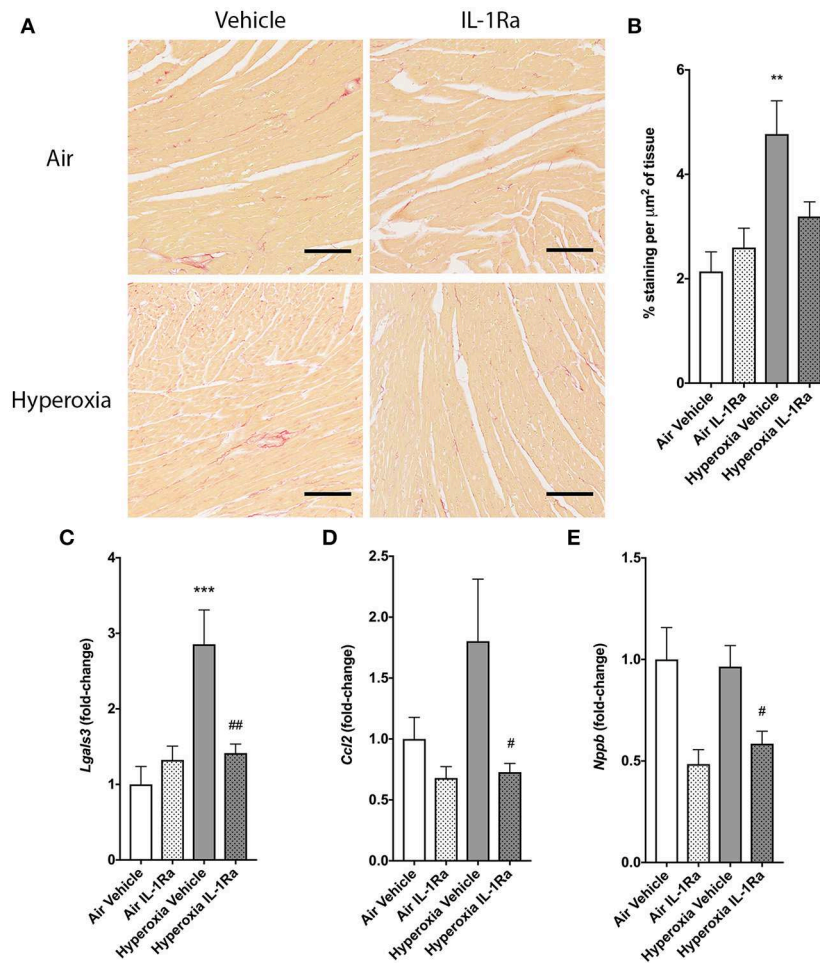 A
Vehicle
IL-1Ra
Air
Hyperoxia
B
% staining per μm² of tissue
6
4
2
0
**
Air Vehicle
Air IL-1Ra
Hyperoxia Vehicle
Hyperoxia IL-1Ra
C
Lgals3 (fold-change)
4
3
2
1
0
***
##
Air Vehicle
Air IL-1Ra
Hyperoxia Vehicle
Hyperoxia IL-1Ra
D
Ccl2 (fold-change)
2.5
2.0
1.5
1.0
0.5
0.0
#
Air Vehicle
Air IL-1Ra
Hyperoxia Vehicle
Hyperoxia IL-1Ra
E
Nppb (fold-change)
1.5
1.0
0.5
0.0
#
Air Vehicle
Air IL-1Ra
Hyperoxia Vehicle
Hyperoxia IL-1Ra